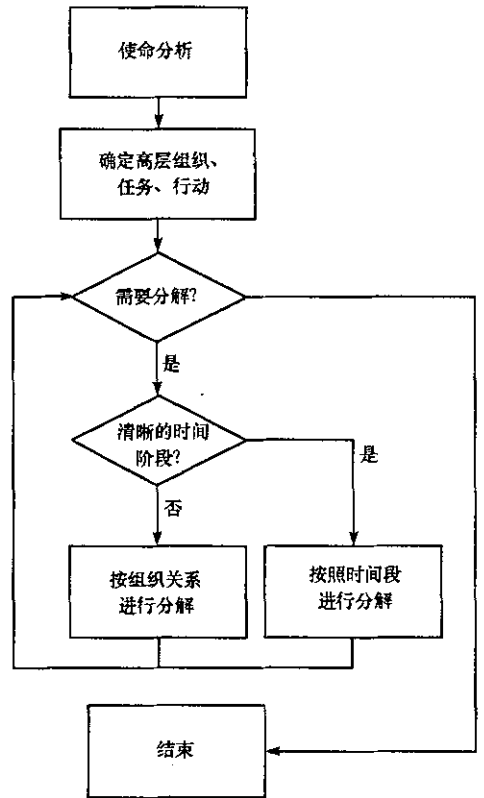 使命分析
确定高层组织、
任务、行动
需要分解?
是
清晰的时间
阶段?
是
否
按组织关系
进行分解
按照时间段
进行分解
结束